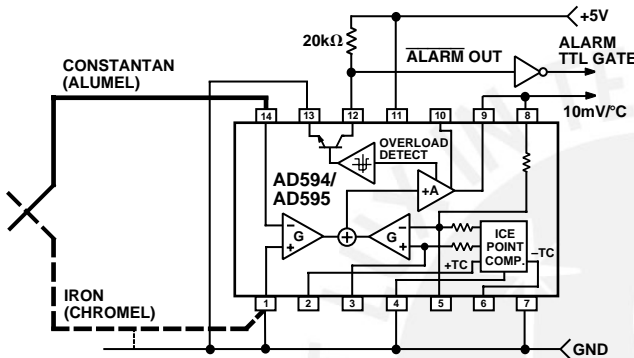 +5V
20kΩ
CONSTANTAN
(ALUMEL)
ALARM OUT
ALARM
TTL GATE
10mV/°C
14 13 12 11 10 9 8
OVERLOAD
DETECT
AD594/
AD595
+A
– G +
G – +
ICE
POINT
COMP.
+TC –TC
IRON
(CHROMEL)
1 2 3 4 5 6 7
GND